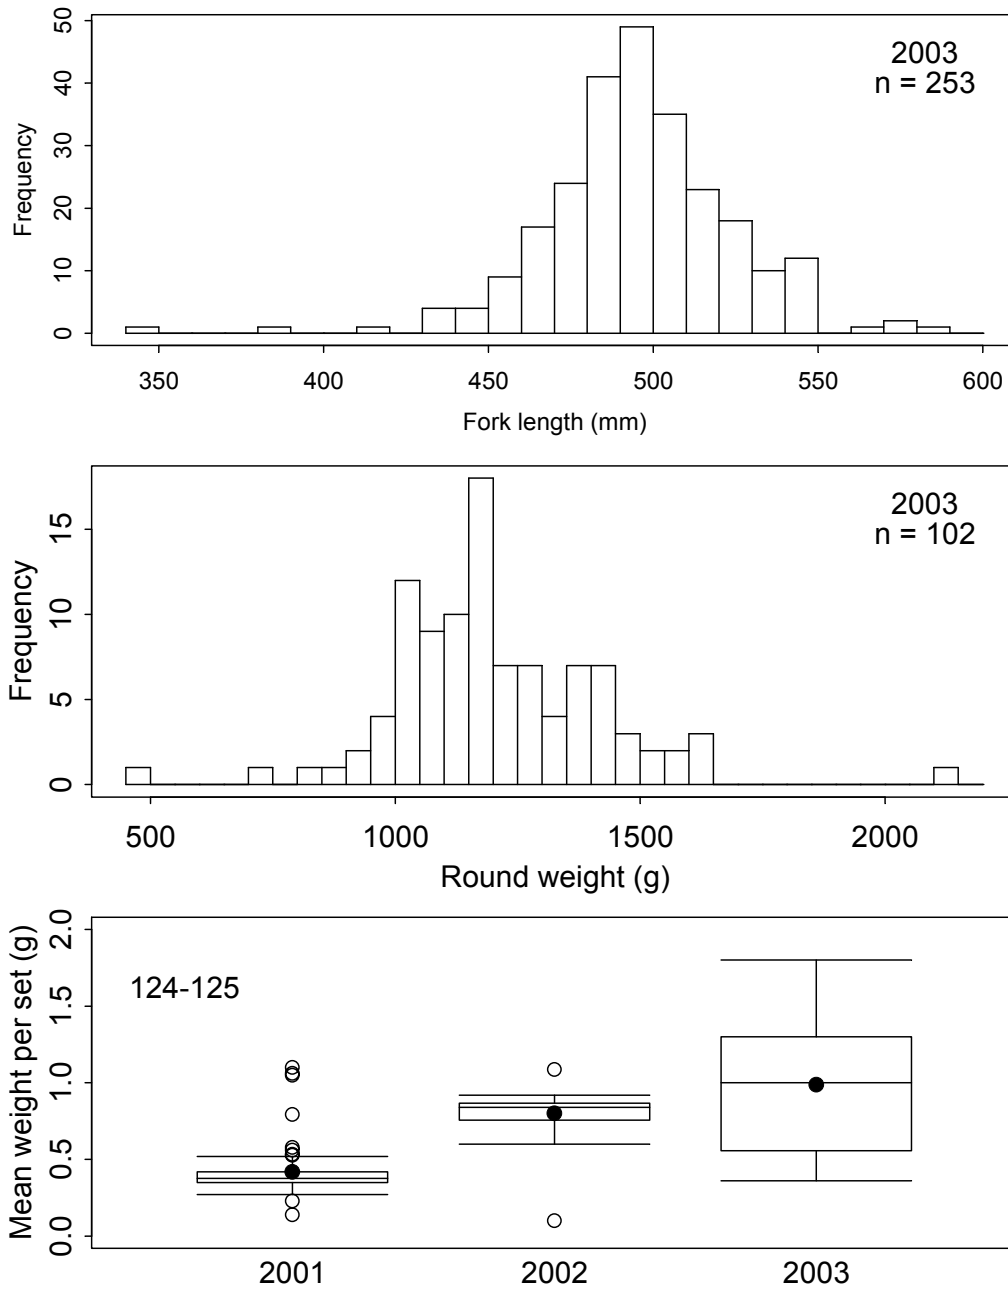 50
40
30
20
10
0
Frequency
2003
n = 253
350 400 450 500 550 600
Fork length (mm)
15
10
5
0
Frequency
2003
n = 102
500 1000 1500 2000
Round weight (g)
2.0
1.5
1.0
0.5
0.0
Mean weight per set (g)
124-125
2001 2002 2003